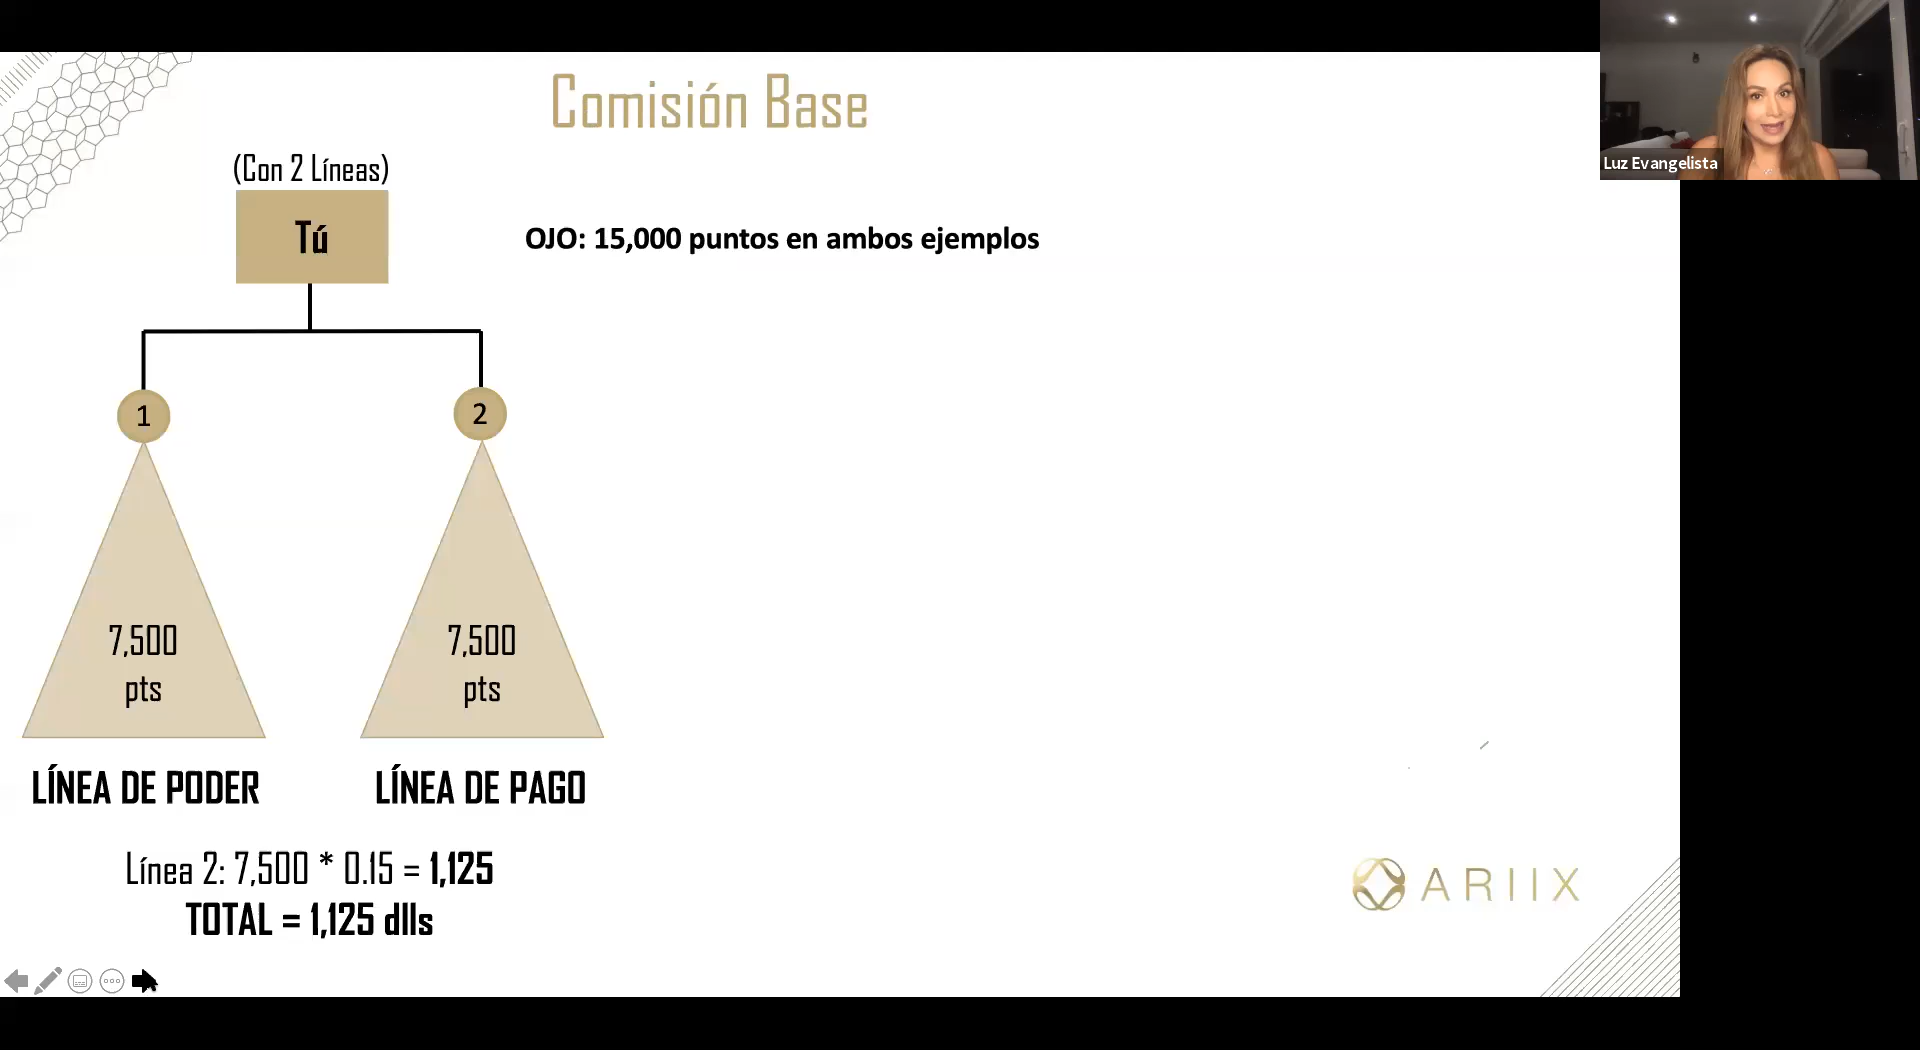 Comisión Base
Luz Evangelista
(Con 2 Líneas)
Tú
OJO: 15,000 puntos en ambos ejemplos
1
2
7,500
pts
7,500
pts
LÍNEA DE PODER
LÍNEA DE PAGO
Línea 2: 7,500 * 0.15 = 1,125
TOTAL = 1,125 dlls
ARIIX